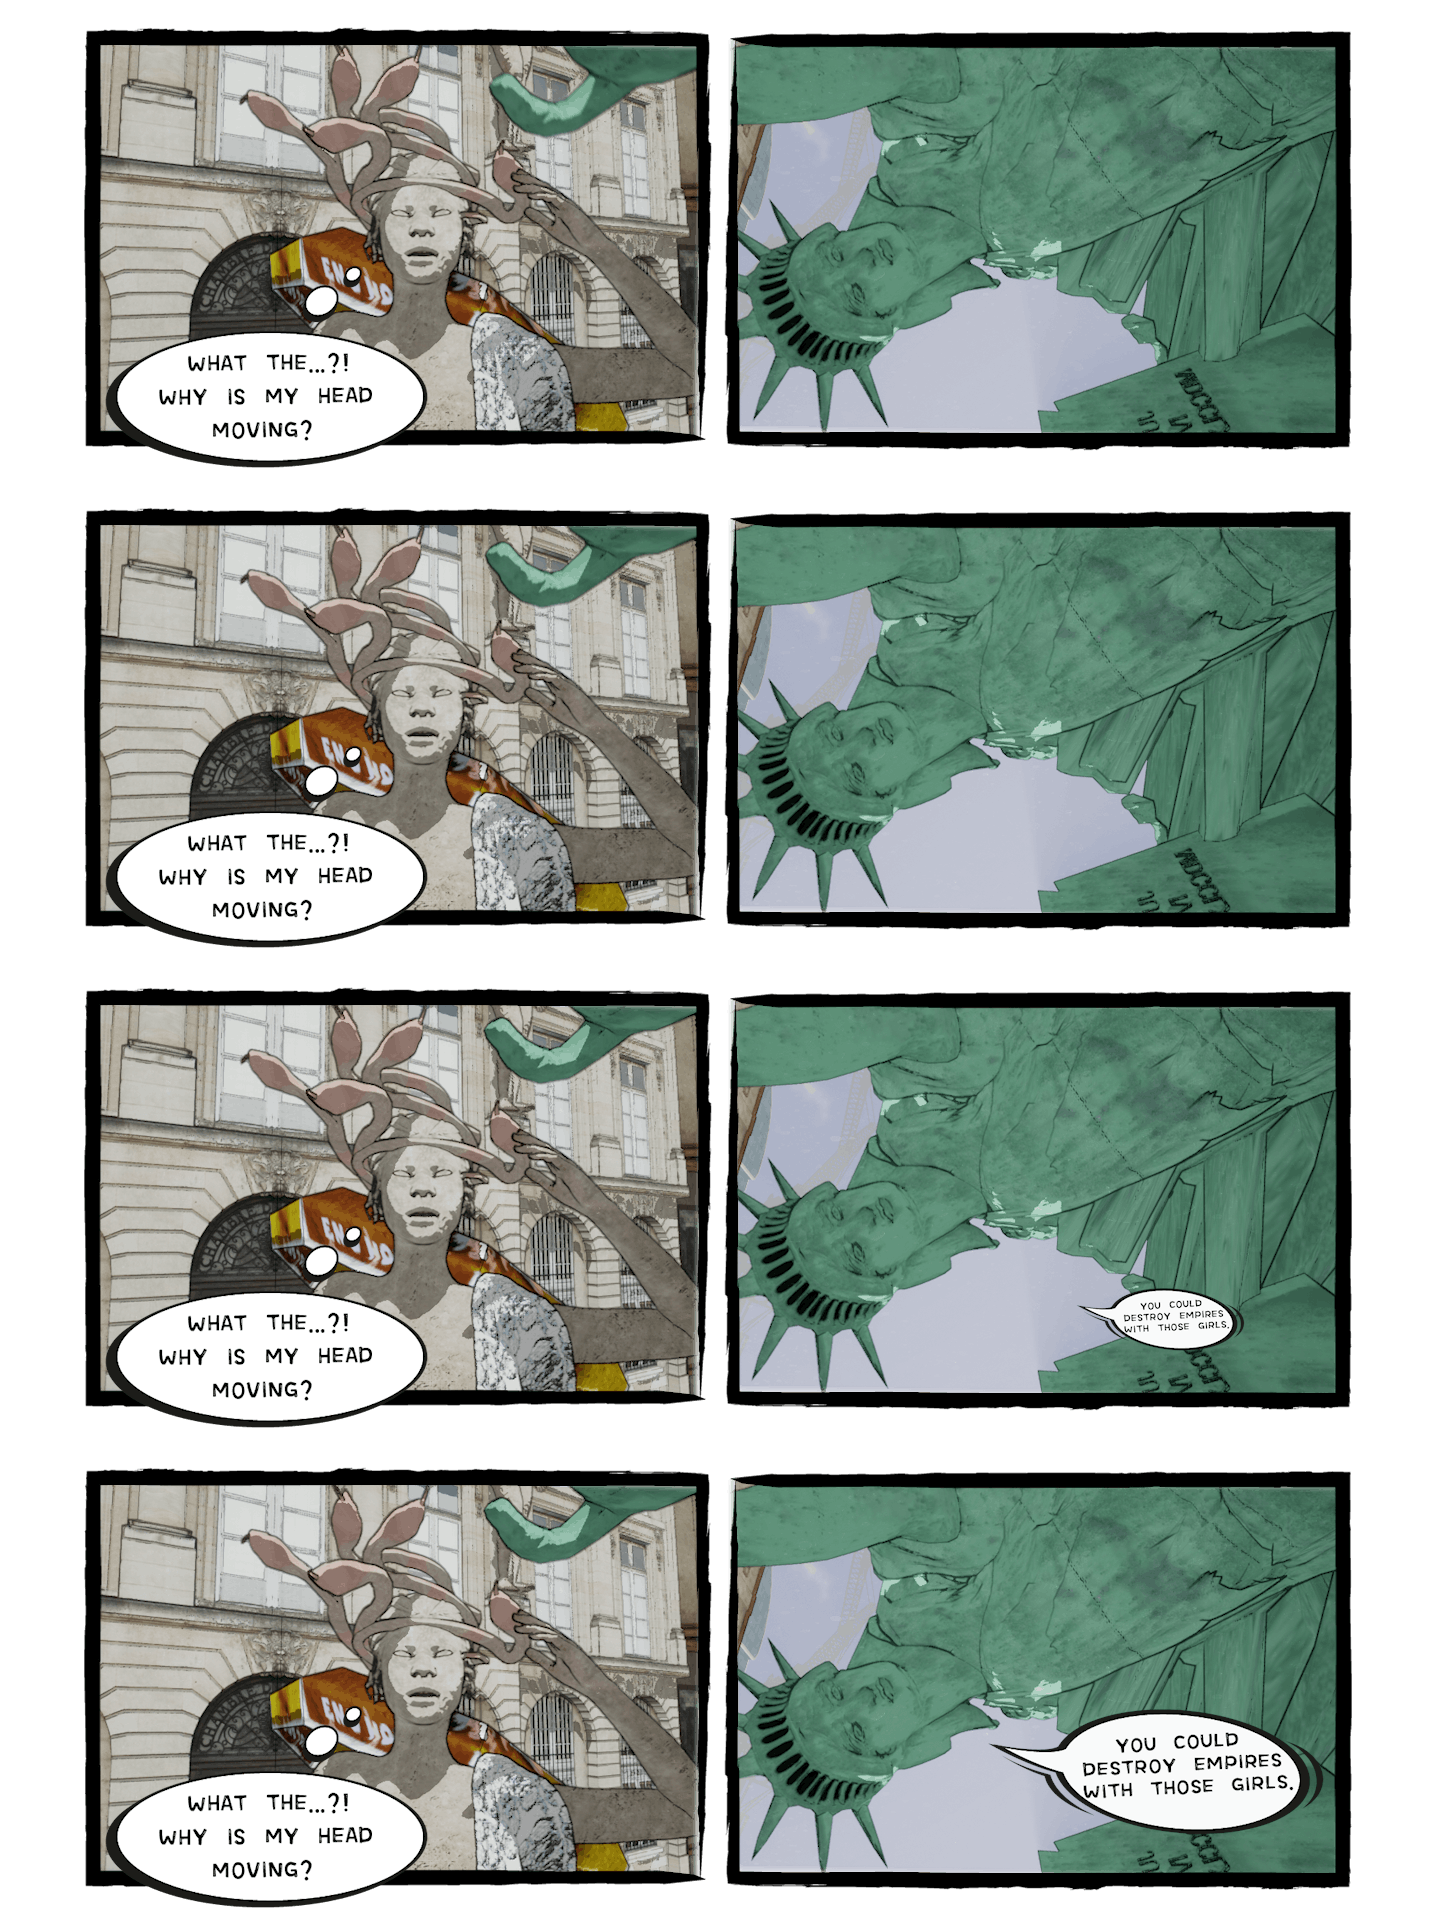 WHAT THE...?!
WHY IS MY HEAD
MOVING?
WHAT THE...?!
WHY IS MY HEAD
MOVING?
WHAT THE...?!
WHY IS MY HEAD
MOVING?
YOU COULD
DESTROY EMPIRES
WITH THOSE GIRLS.
WHAT THE...?!
WHY IS MY HEAD
MOVING?
YOU COULD
DESTROY EMPIRES
WITH THOSE GIRLS.